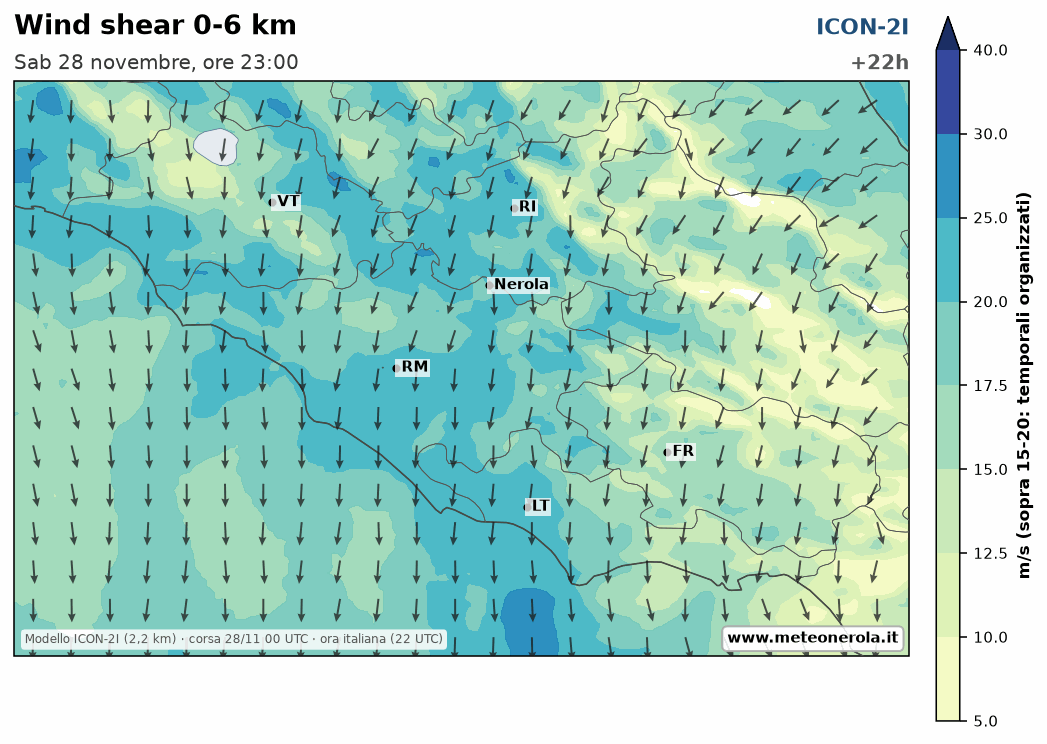 Wind shear 0-6 km
ICON-2I
Sab 28 novembre, ore 23:00
+22h
VT
RI
Nerola
RM
FR
LT
40.0
30.0
25.0
20.0
17.5
15.0
12.5
10.0
5.0
m/s (sopra 15-20: temporali organizzati)
Modello ICON-2I (2,2 km) · corsa 28/11 00 UTC · ora italiana (22 UTC)
www.meteonerola.it